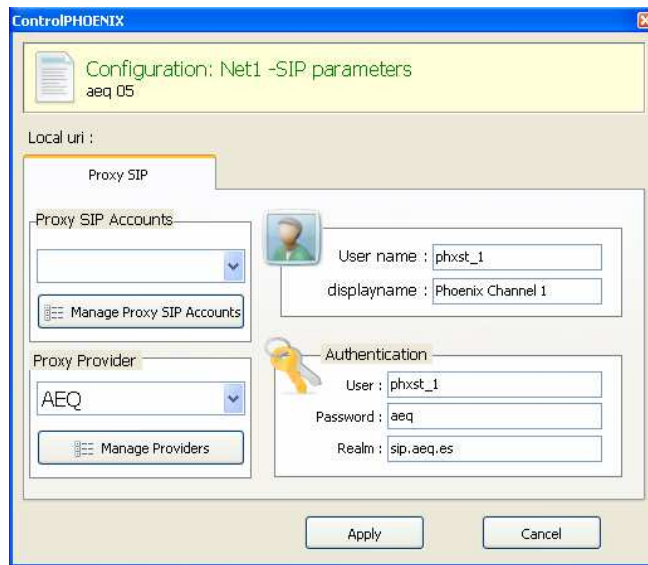 ControlPHOENIX
Configuration: Net1 -SIP parameters
aeq 05
Local uri :
Proxy SIP
Proxy SIP Accounts
Manage Proxy SIP Accounts
User name : phxst_1
displayname : Phoenix Channel 1
Proxy Provider
AEQ
Manage Providers
Authentication
User : phxst_1
Password : aeq
Realm : sip.aeq.es
Apply
Cancel